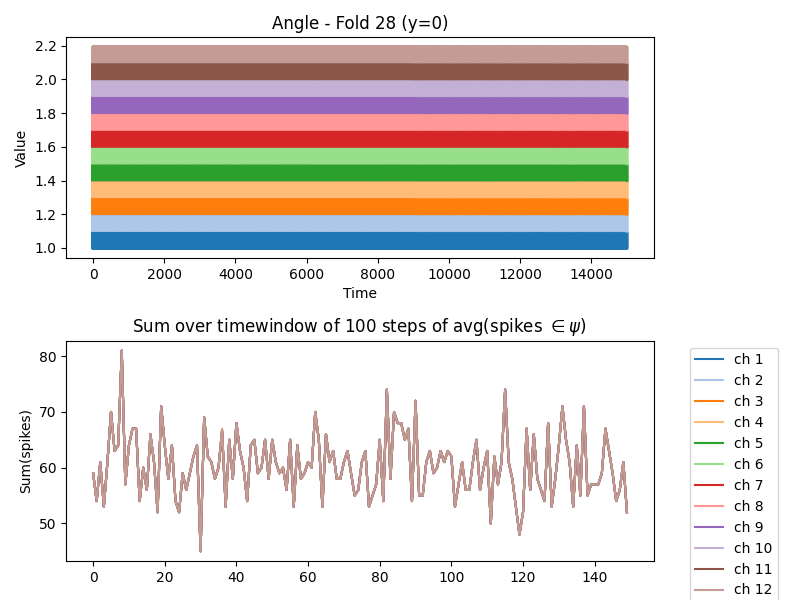 Angle - Fold 28 (y=0)
Value
2.2
2.0
1.8
1.6
1.4
1.2
1.0
0 2000 4000 6000 8000 10000 12000 14000
Time
Sum over timewindow of 100 steps of avg(spikes ∈ψ)
Sum(spikes)
80
70
60
50
0 20 40 60 80 100 120 140
ch 1
ch 2
ch 3
ch 4
ch 5
ch 6
ch 7
ch 8
ch 9
ch 10
ch 11
ch 12